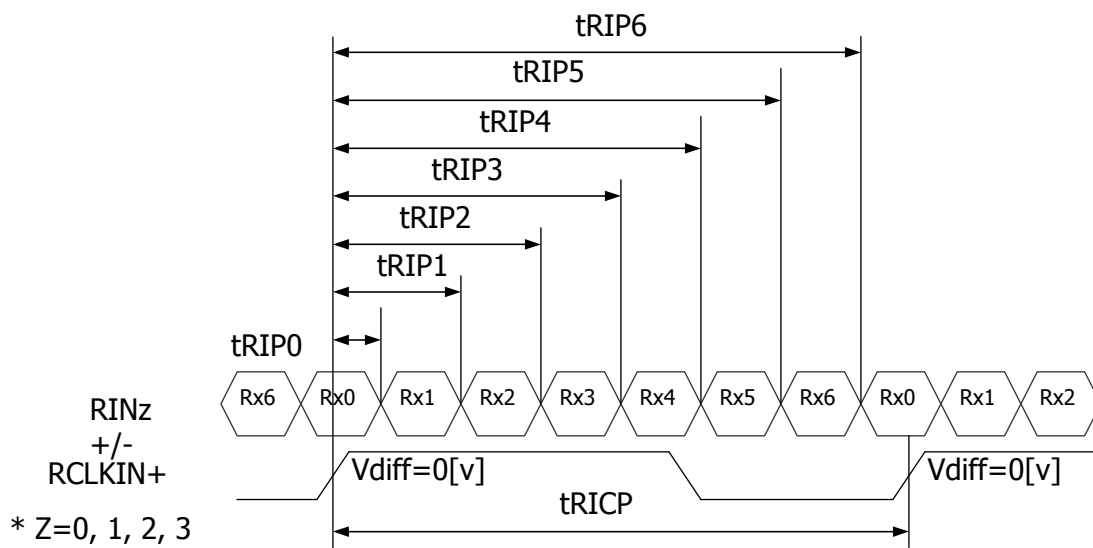 tRIP6
tRIP5
tRIP4
tRIP3
tRIP2
tRIP1
tRIP0
Rx6 Rx0 Rx1 Rx2 Rx3 Rx4 Rx5 Rx6 Rx0 Rx1 Rx2
RINz
+/-
RCLKIN+
Vdiff=0[v] Vdiff=0[v]
tRICP
* Z=0, 1, 2, 3